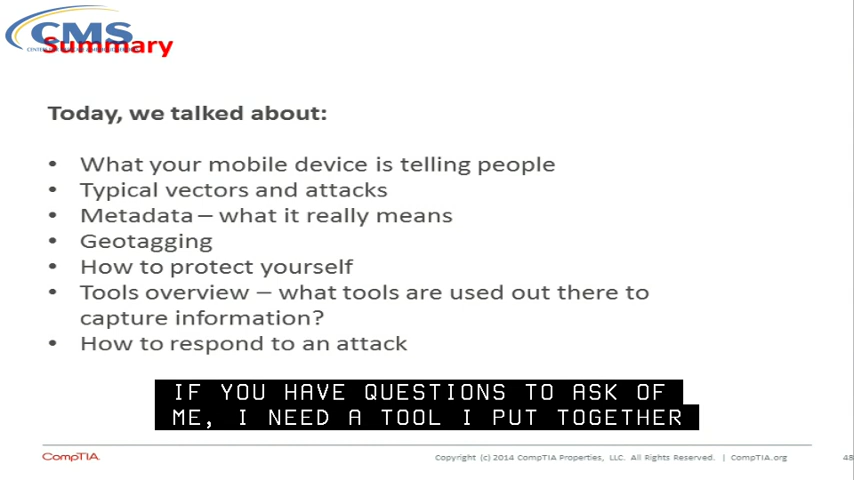 CMS
Summary
Today, we talked about:
• What your mobile device is telling people
• Typical vectors and attacks
• Metadata – what it really means
• Geotagging
• How to protect yourself
• Tools overview – what tools are used out there to
capture information?
• How to respond to an attack
IF YOU HAVE QUESTIONS TO ASK OF
ME, I NEED A TOOL I PUT TOGETHER
CompTIA.
Copyright (c) 2014 CompTIA Properties, LLC. All Rights Reserved. | CompTIA.org
48